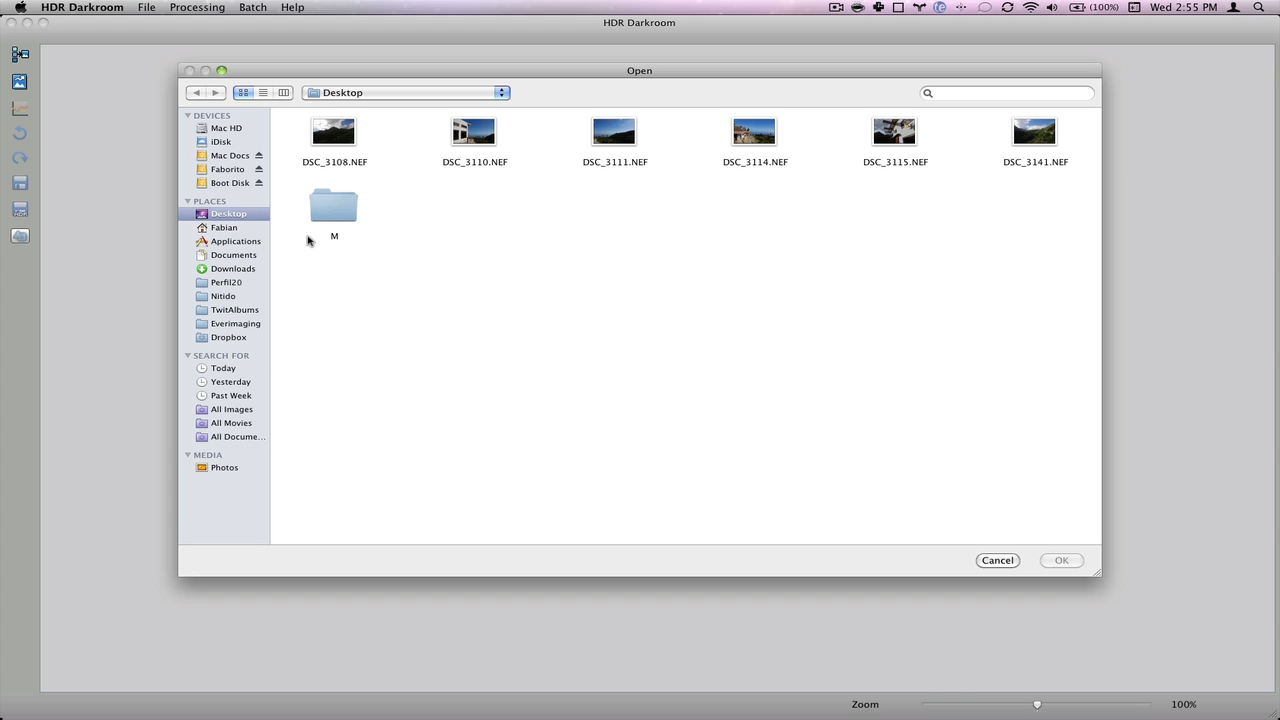 HDR Darkroom File Processing Batch Help (100%) Wed 2:55 PM
HDR Darkroom
Open
Desktop
DEVICES
Mac HD
iDisk
Mac Docs
Faborito
Boot Disk
PLACES
Desktop
Fabian
Applications
Documents
Downloads
Perfil20
Nitido
TwitAlbums
Everimaging
Dropbox
SEARCH FOR
Today
Yesterday
Past Week
All Images
All Movies
All Docume...
MEDIA
Photos
DSC_3108.NEF DSC_3110.NEF DSC_3111.NEF DSC_3114.NEF DSC_3115.NEF DSC_3141.NEF
M
Cancel OK
Zoom 100%